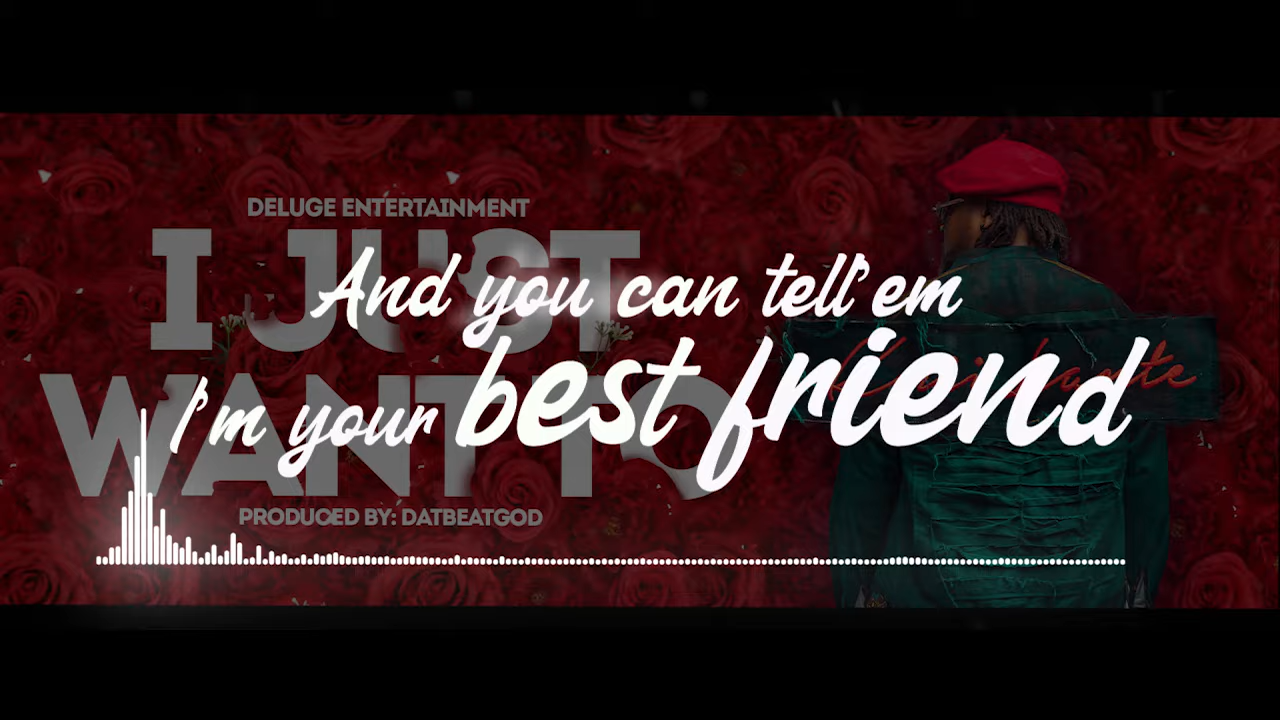 DELUGE ENTERTAINMENT
I JUST
WANT TO
PRODUCED BY: DATBEATGOD
And you can tell'em
I'm your best friend